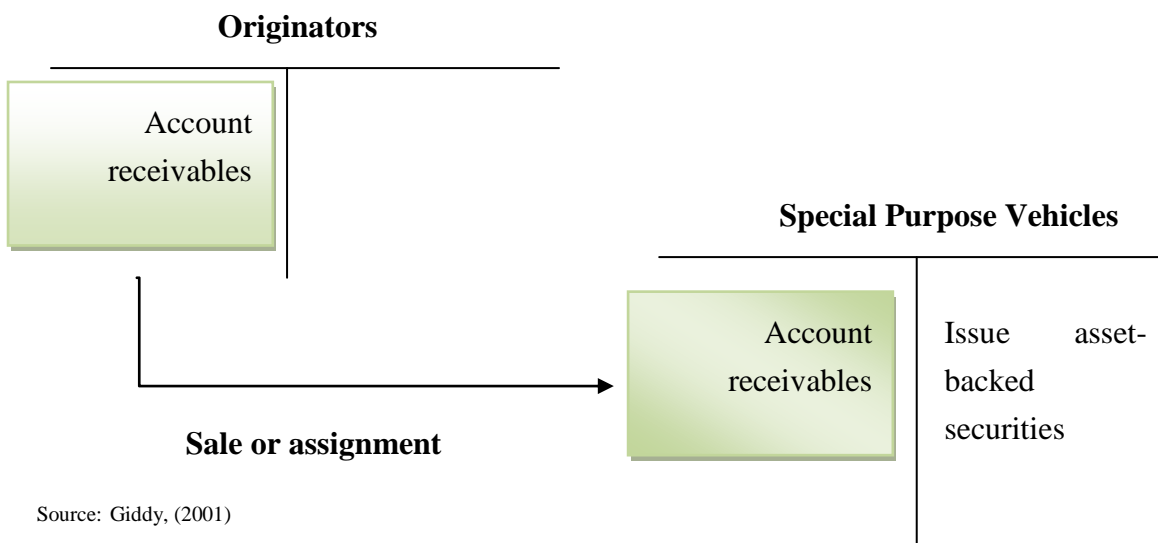 Originators
Account
receivables
Special Purpose Vehicles
Account
receivables
Issue asset-
backed
securities
Sale or assignment
Source: Giddy, (2001)